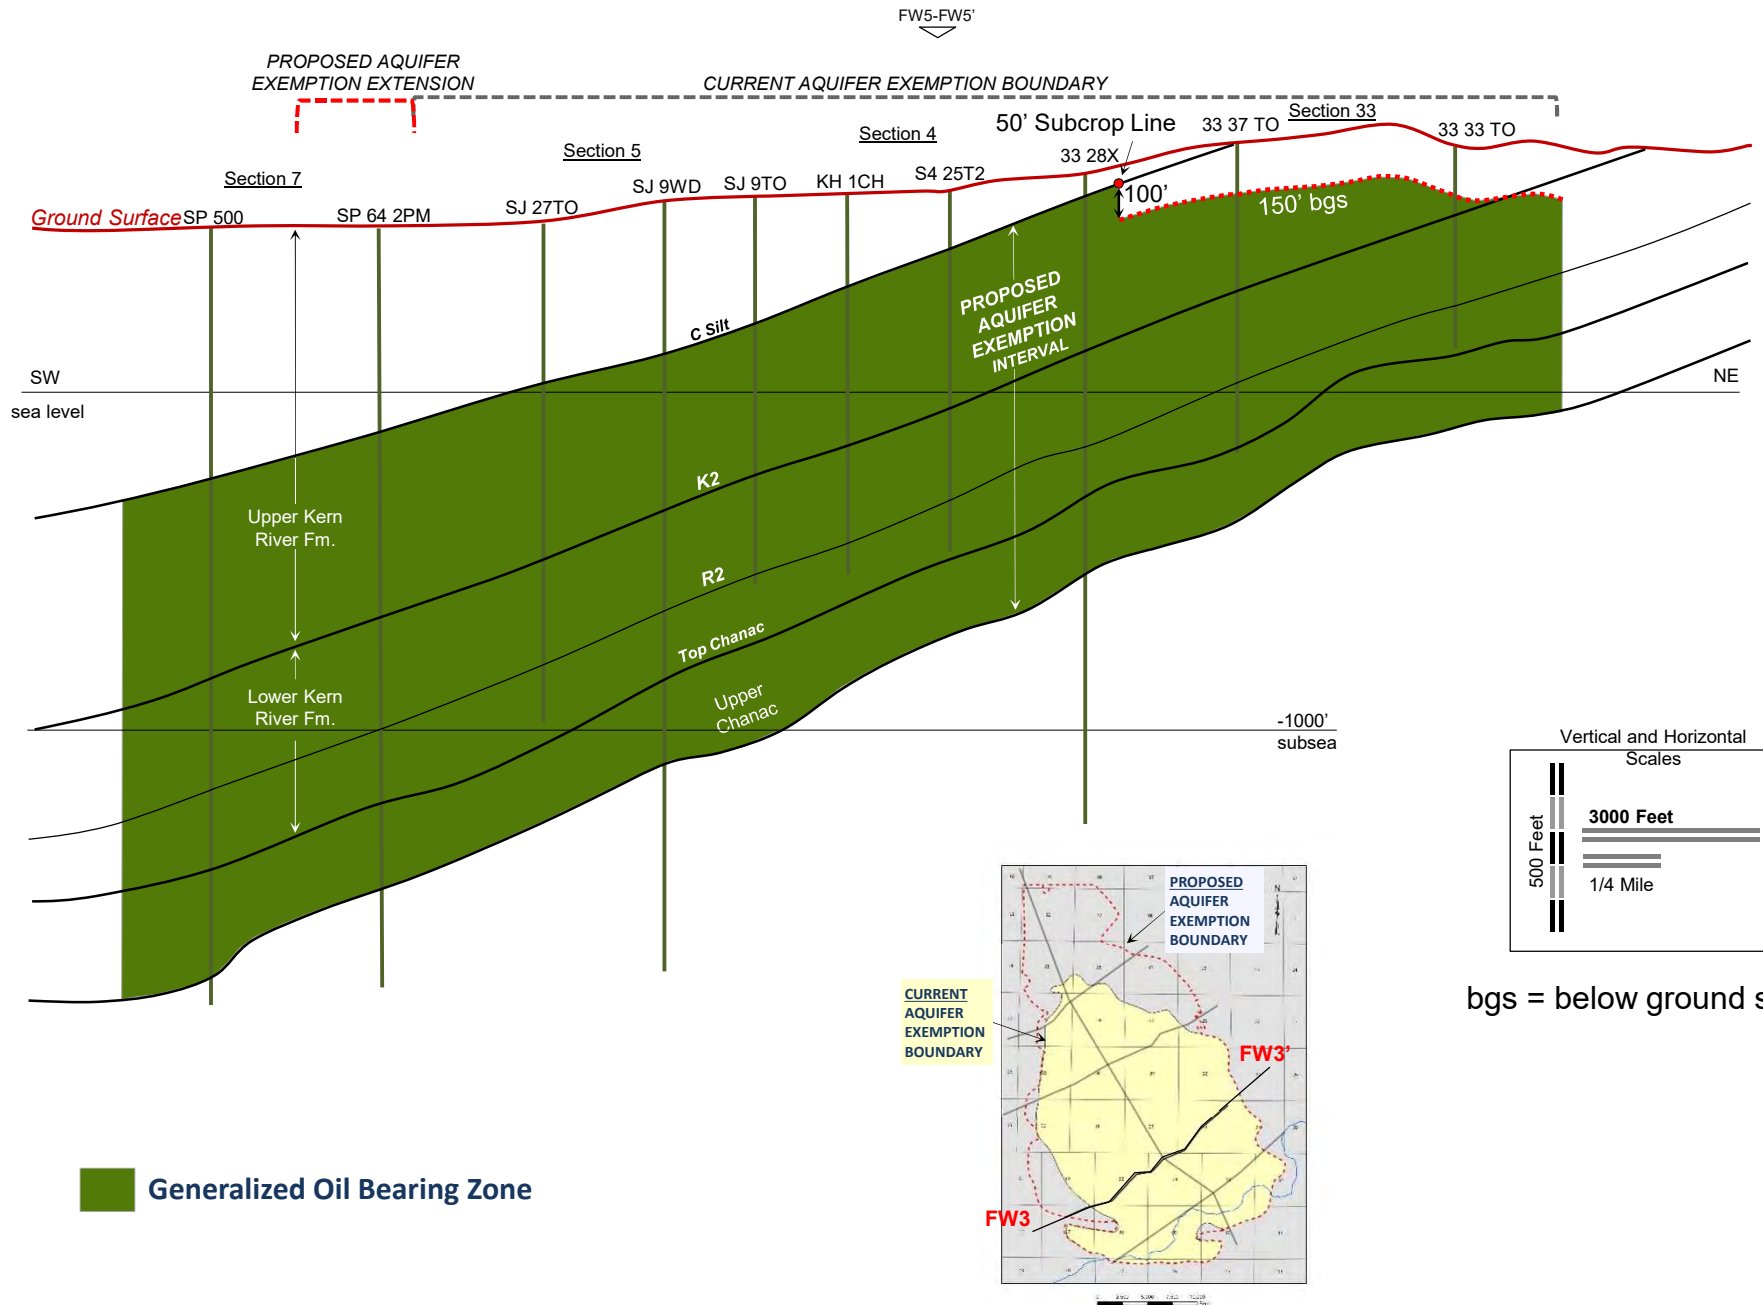 FW5-FW5'
PROPOSED AQUIFER
EXEMPTION EXTENSION
CURRENT AQUIFER EXEMPTION BOUNDARY
Section 33
50' Subcrop Line
33 37 TO
33 33 TO
Section 4
Section 5
33 28X
Section 7
SJ 9WD
SJ 9TO
KH 1CH
S4 25T2
100'
150' bgs
Ground Surface
SP 500
SP 64 2PM
SJ 27TO
PROPOSED
AQUIFER
EXEMPTION
INTERVAL
C Silt
SW
NE
sea level
K2
Upper Kern
River Fm.
R2
Top Chanac
Lower Kern
River Fm.
Upper
Chanac
-1000'
subsea
Vertical and Horizontal
Scales
500 Feet
3000 Feet
1/4 Mile
bgs = below ground s
PROPOSED
AQUIFER
EXEMPTION
BOUNDARY
N
CURRENT
AQUIFER
EXEMPTION
BOUNDARY
FW3'
FW3
Generalized Oil Bearing Zone